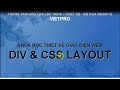 VIETPRO
KHÓA HỌC THIẾT KẾ GIAO DIỆN WEB
DIV & CSS LAYOUT